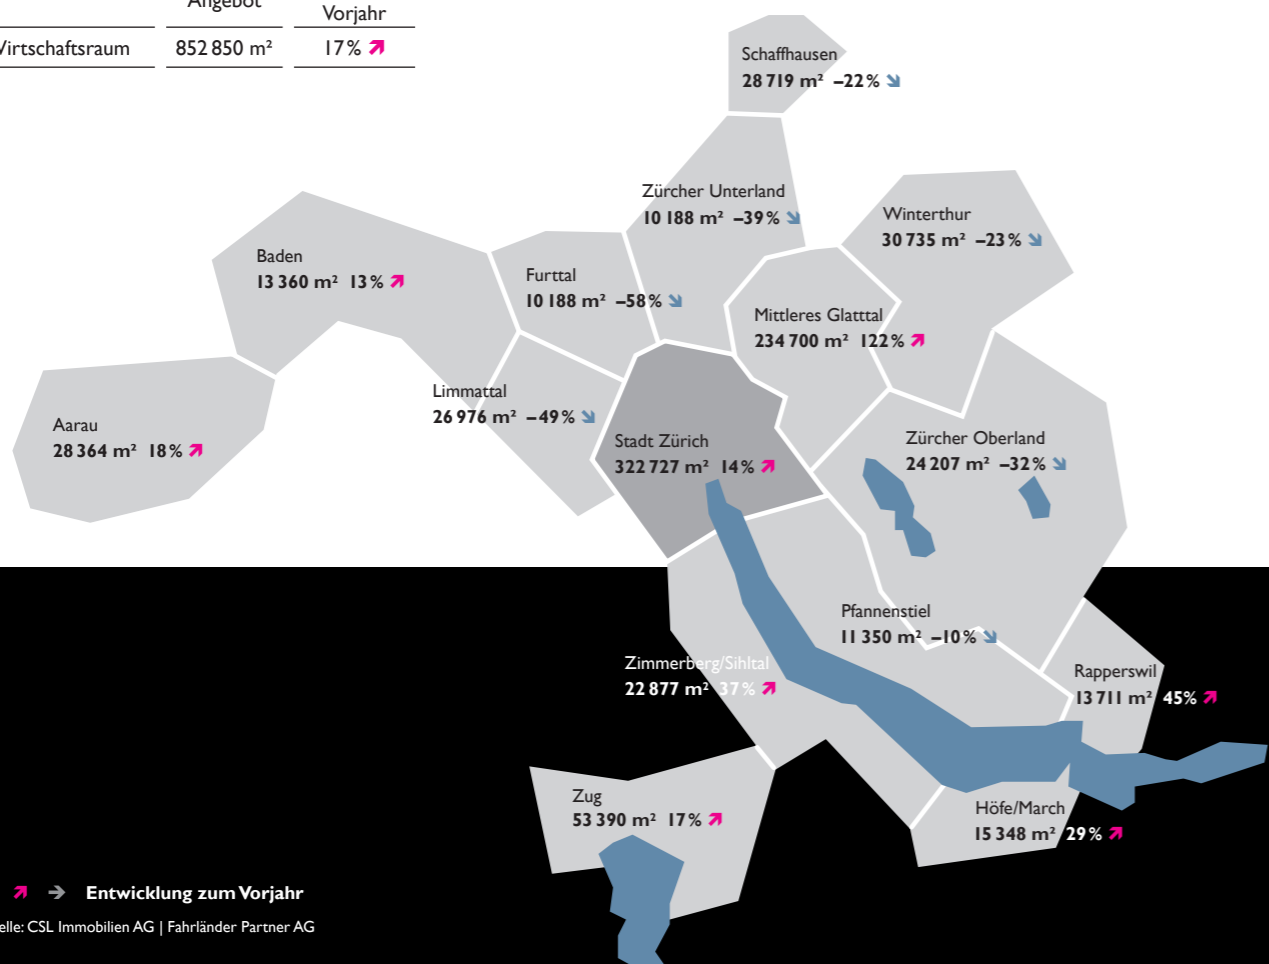 Angebot
Vorjahr
Wirtschaftsraum 852 850 m² 17%
Schaffhausen
28 719 m² –22%
Zürcher Unterland
10 188 m² –39%
Winterthur
30 735 m² –23%
Baden
13 360 m² 13%
Furttal
10 188 m² –58%
Mittleres Glatttal
234 700 m² 122%
Limmattal
26 976 m² –49%
Aarau
28 364 m² 18%
Stadt Zürich
322 727 m² 14%
Zürcher Oberland
24 207 m² –32%
Pfannenstiel
11 350 m² –10%
Zimmerberg/Sihltal
22 877 m² 37%
Rapperswil
13 711 m² 45%
Zug
53 390 m² 17%
Höfe/March
15 348 m² 29%
Entwicklung zum Vorjahr
elle: CSL Immobilien AG | Fahrländer Partner AG